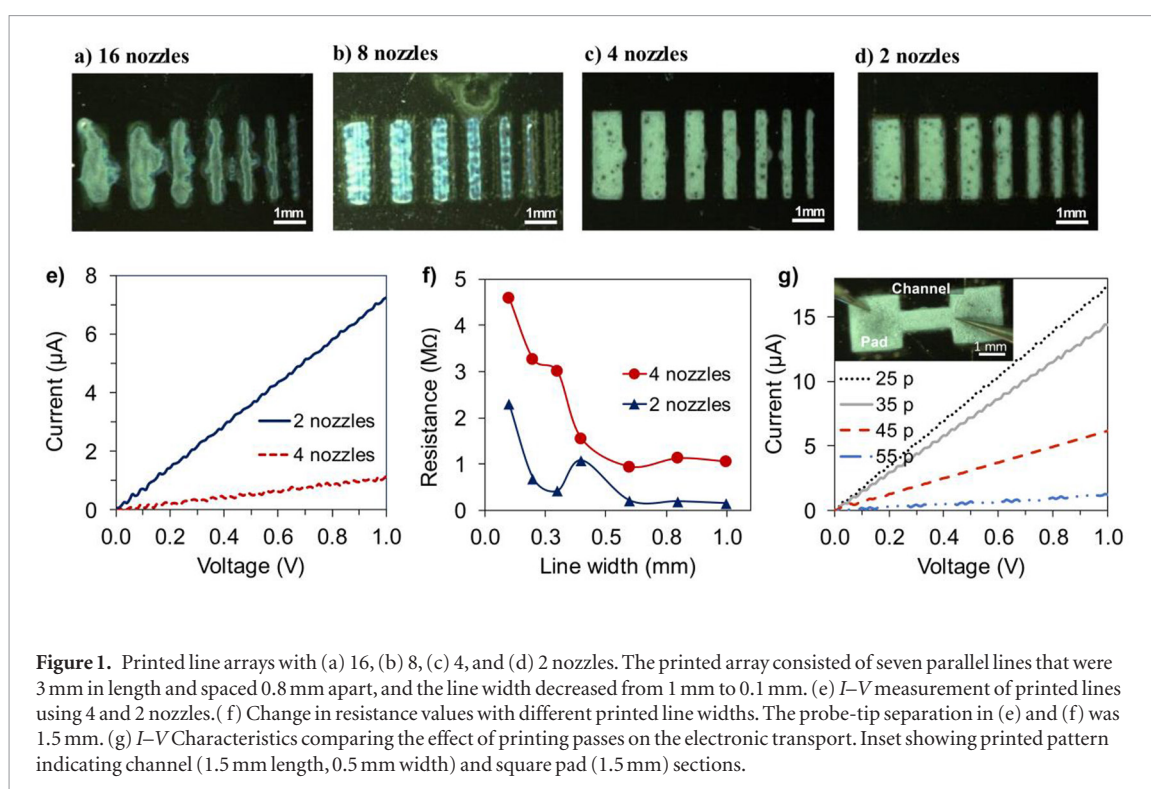 a) 16 nozzles
b) 8 nozzles
c) 4 nozzles
d) 2 nozzles
1mm
1mm
1mm
1mm
e)
8
7
6
4
3
2
1
0
Current (µA)
2 nozzles
4 nozzles
0.0 0.2 0.4 0.6 0.8 1.0
Voltage (V)
f)
5
4
3
2
1
0
Resistance (MΩ)
4 nozzles
2 nozzles
0.0 0.3 0.5 0.8 1.0
Line width (mm)
g)
15
10
5
0
Current (µA)
Channel
Pad
1 mm
25 p
35 p
45 p
55 p
0.0 0.2 0.4 0.6 0.8 1.0
Voltage (V)
Figure 1. Printed line arrays with (a) 16, (b) 8, (c) 4, and (d) 2 nozzles. The printed array consisted of seven parallel lines that were
3 mm in length and spaced 0.8 mm apart, and the line width decreased from 1 mm to 0.1 mm. (e) I–V measurement of printed lines
using 4 and 2 nozzles.( f) Change in resistance values with different printed line widths. The probe-tip separation in (e) and (f) was
1.5 mm. (g) I–V Characteristics comparing the effect of printing passes on the electronic transport. Inset showing printed pattern
indicating channel (1.5 mm length, 0.5 mm width) and square pad (1.5 mm) sections.